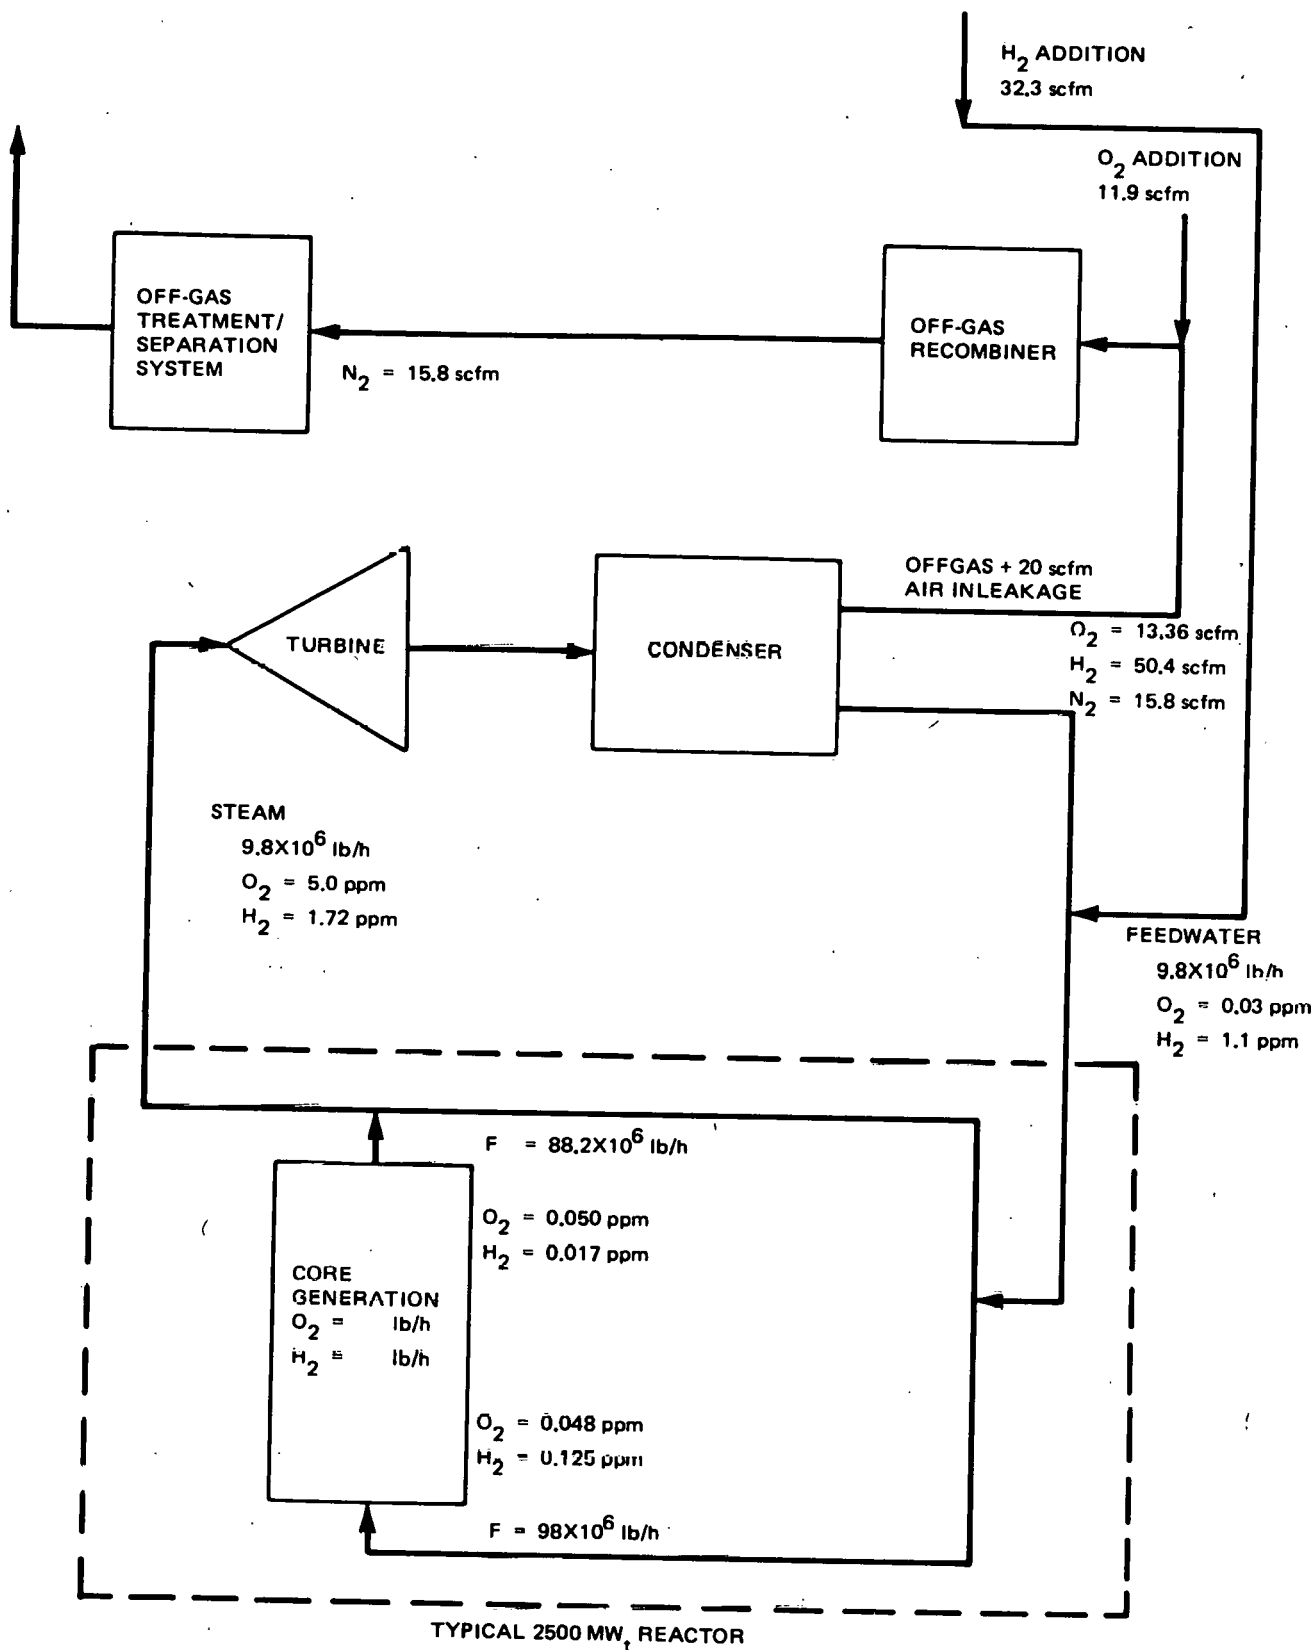 H2 ADDITION
32.3 scfm
O2 ADDITION
11.9 scfm
OFF-GAS
TREATMENT/
SEPARATION
SYSTEM
N2 = 15.8 scfm
OFF-GAS
RECOMBINER
TURBINE
CONDENSER
OFFGAS + 20 scfm
AIR INLEAKAGE
O2 = 13.36 scfm
H2 = 50.4 scfm
N2 = 15.8 scfm
STEAM
9.8X10^6 lb/h
O2 = 5.0 ppm
H2 = 1.72 ppm
FEEDWATER
9.8X10^6 lb/h
O2 = 0.03 ppm
H2 = 1.1 ppm
F = 88.2X10^6 lb/h
O2 = 0.050 ppm
H2 = 0.017 ppm
CORE
GENERATION
O2 = lb/h
H2 = lb/h
O2 = 0.048 ppm
H2 = 0.125 ppm
F = 98X10^6 lb/h
TYPICAL 2500 MWt REACTOR